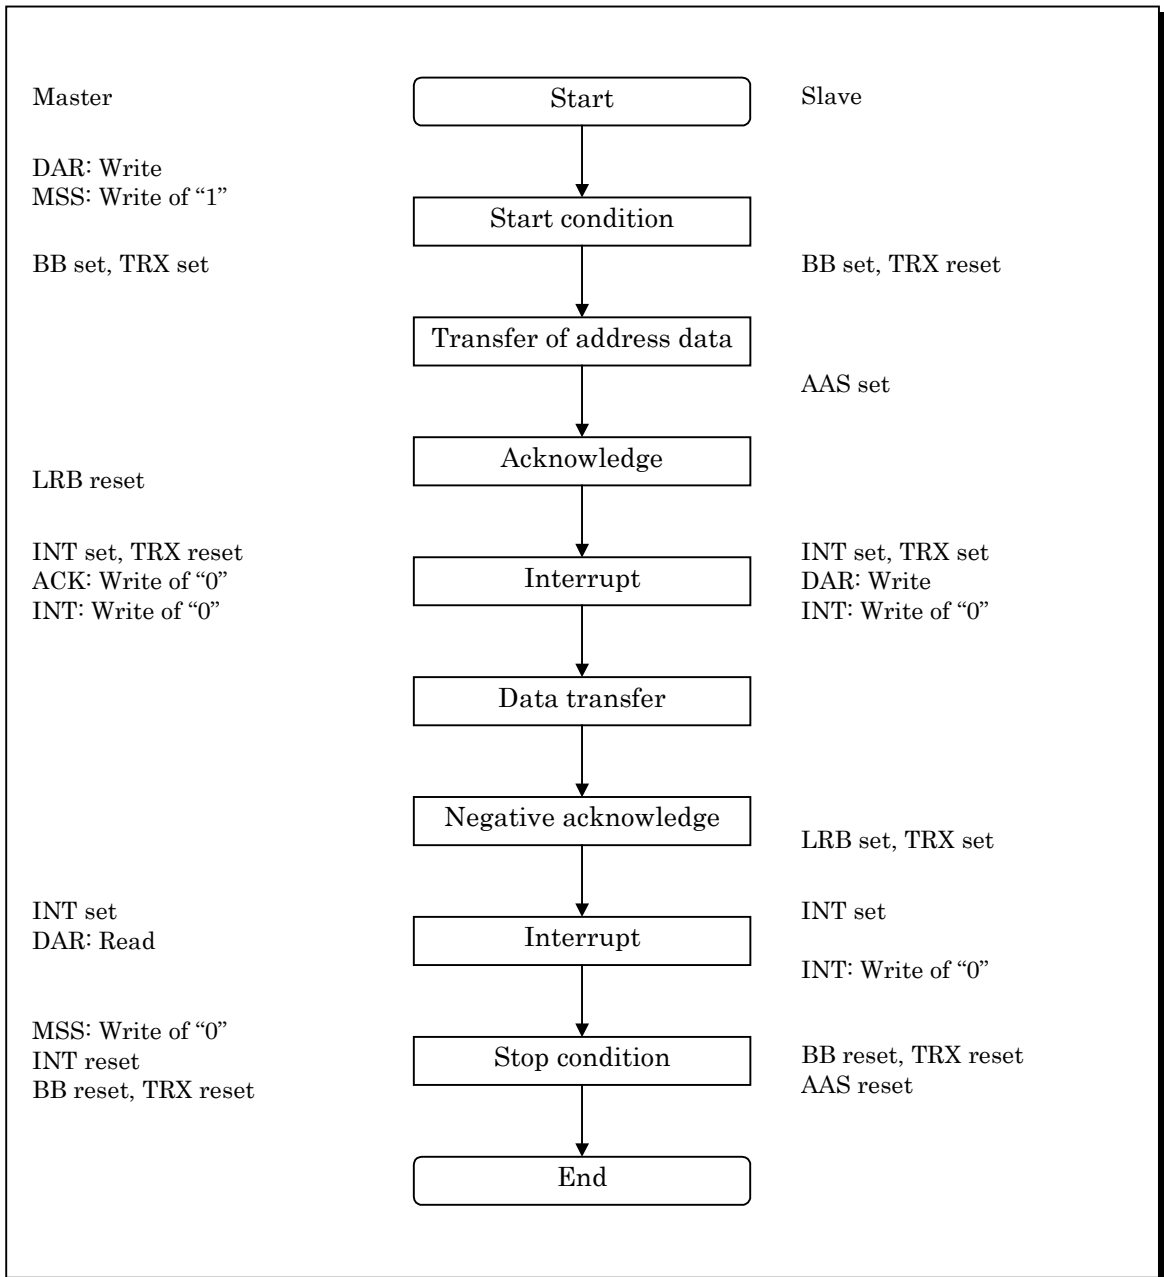 Master
Start
Slave
DAR: Write
MSS: Write of “1”
Start condition
BB set, TRX set
BB set, TRX reset
Transfer of address data
AAS set
Acknowledge
LRB reset
INT set, TRX reset
ACK: Write of “0”
INT: Write of “0”
Interrupt
INT set, TRX set
DAR: Write
INT: Write of “0”
Data transfer
Negative acknowledge
LRB set, TRX set
INT set
DAR: Read
Interrupt
INT set
INT: Write of “0”
MSS: Write of “0”
INT reset
BB reset, TRX reset
Stop condition
BB reset, TRX reset
AAS reset
End